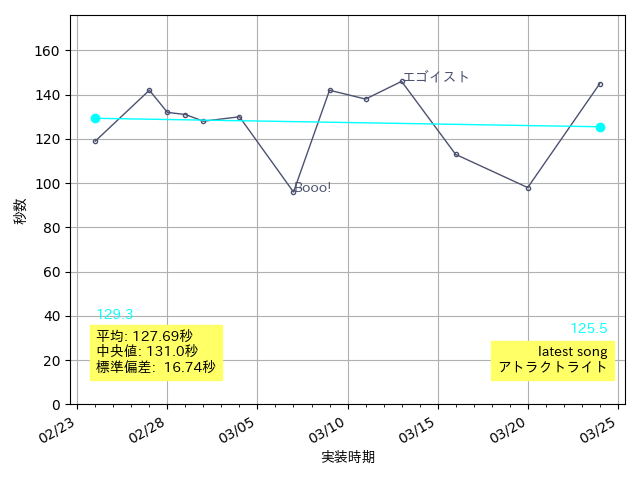 160
140
120
100
80
60
40
20
0
秒数
エゴイスト
Booo!
129.3
平均: 127.69秒
中央値: 131.0秒
標準偏差: 16.74秒
125.5
latest song
アトラクトライト
02/23
02/28
03/05
03/10
03/15
03/20
03/25
実装時期